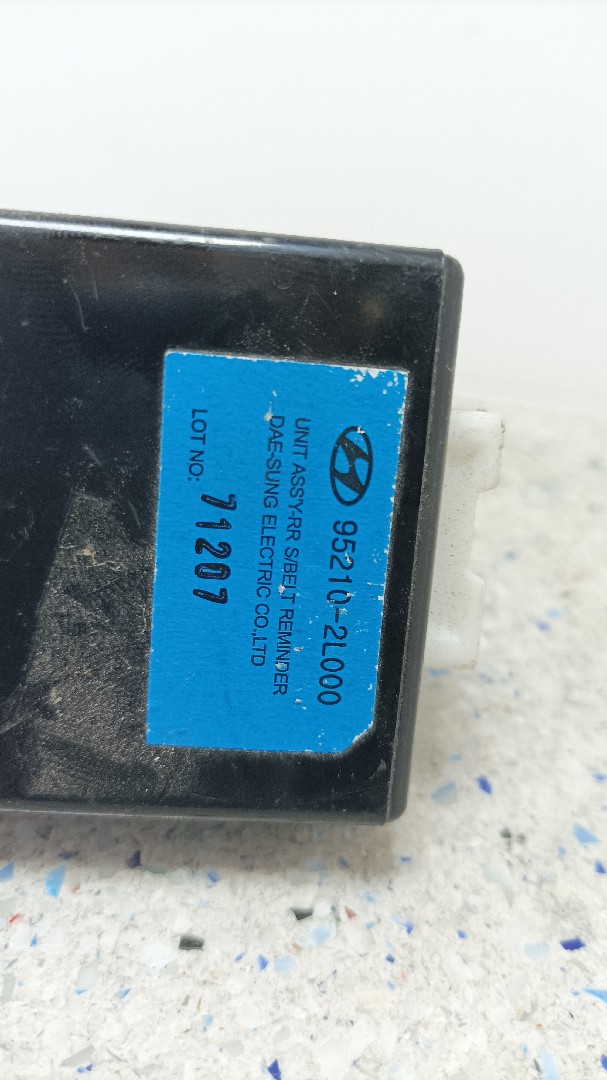 95210-2L000
UNIT ASS'Y-RR S/BELT REMINDER
DAE-SUNG ELECTRIC CO.,LTD
LOT NO: 71207